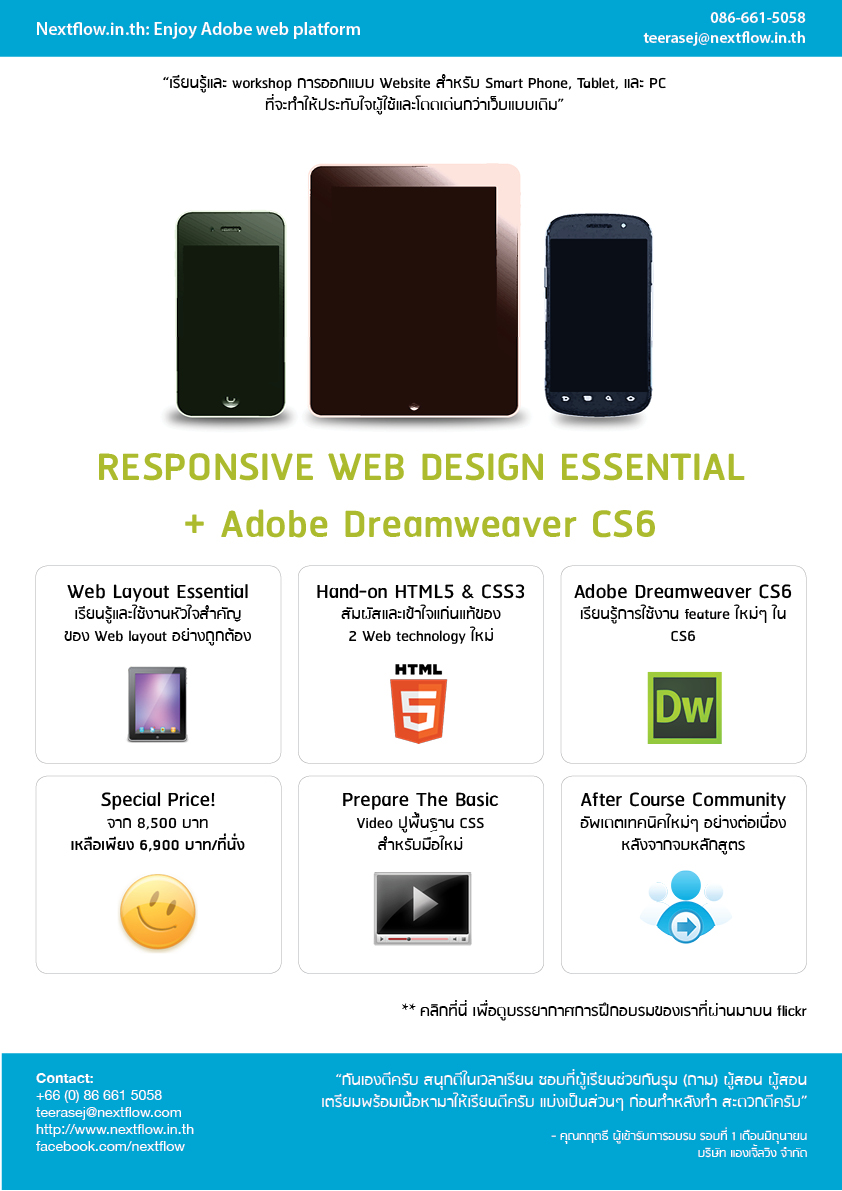 Nextflow.in.th: Enjoy Adobe web platform
086-661-5058
teerasej@nextflow.in.th
“เรียนรู้และ workshop การออกแบบ Website สำหรับ Smart Phone, Tablet, และ PC
ที่จะทำให้ประทับใจผู้ใช้และโดดเด่นกว่าเว็บแบบเดิม”
RESPONSIVE WEB DESIGN ESSENTIAL
+ Adobe Dreamweaver CS6
Web Layout Essential
เรียนรู้และใช้งานหัวใจสำคัญ
ของ Web layout อย่างถูกต้อง
Hand-on HTML5 & CSS3
สัมผัสและเข้าใจแก่นแท้ของ
2 Web technology ใหม่
HTML
5
Adobe Dreamweaver CS6
เรียนรู้การใช้งาน feature ใหม่ๆ ใน
CS6
Dw
Special Price!
จาก 8,500 บาท
เหลือเพียง 6,900 บาท/ที่นั่ง
Prepare The Basic
Video ปูพื้นฐาน CSS
สำหรับมือใหม่
After Course Community
อัพเดตเทคนิคใหม่ๆ อย่างต่อเนื่อง
หลังจากจบหลักสูตร
** คลิกที่นี่ เพื่อดูบรรยากาศการฝึกอบรมของเราที่ผ่านมาบน flickr
Contact:
+66 (0) 86 661 5058
teerasej@nextflow.com
http://www.nextflow.in.th
facebook.com/nextflow
“กันเองดีครับ สนุกดีในเวลาเรียน ชอบที่ผู้เรียนช่วยกันรุม (ถาม) ผู้สอน ผู้สอน
เตรียมพร้อมเนื้อหามาให้เรียนดีครับ แบ่งเป็นส่วนๆ ก่อนทำหลังทำ สะดวกดีครับ”
- คุณกฤตธี ผู้เข้ารับการอบรม รอบที่ 1 เดือนมิถุนายน
บริษัท แองเจิ้ลวิง จำกัด